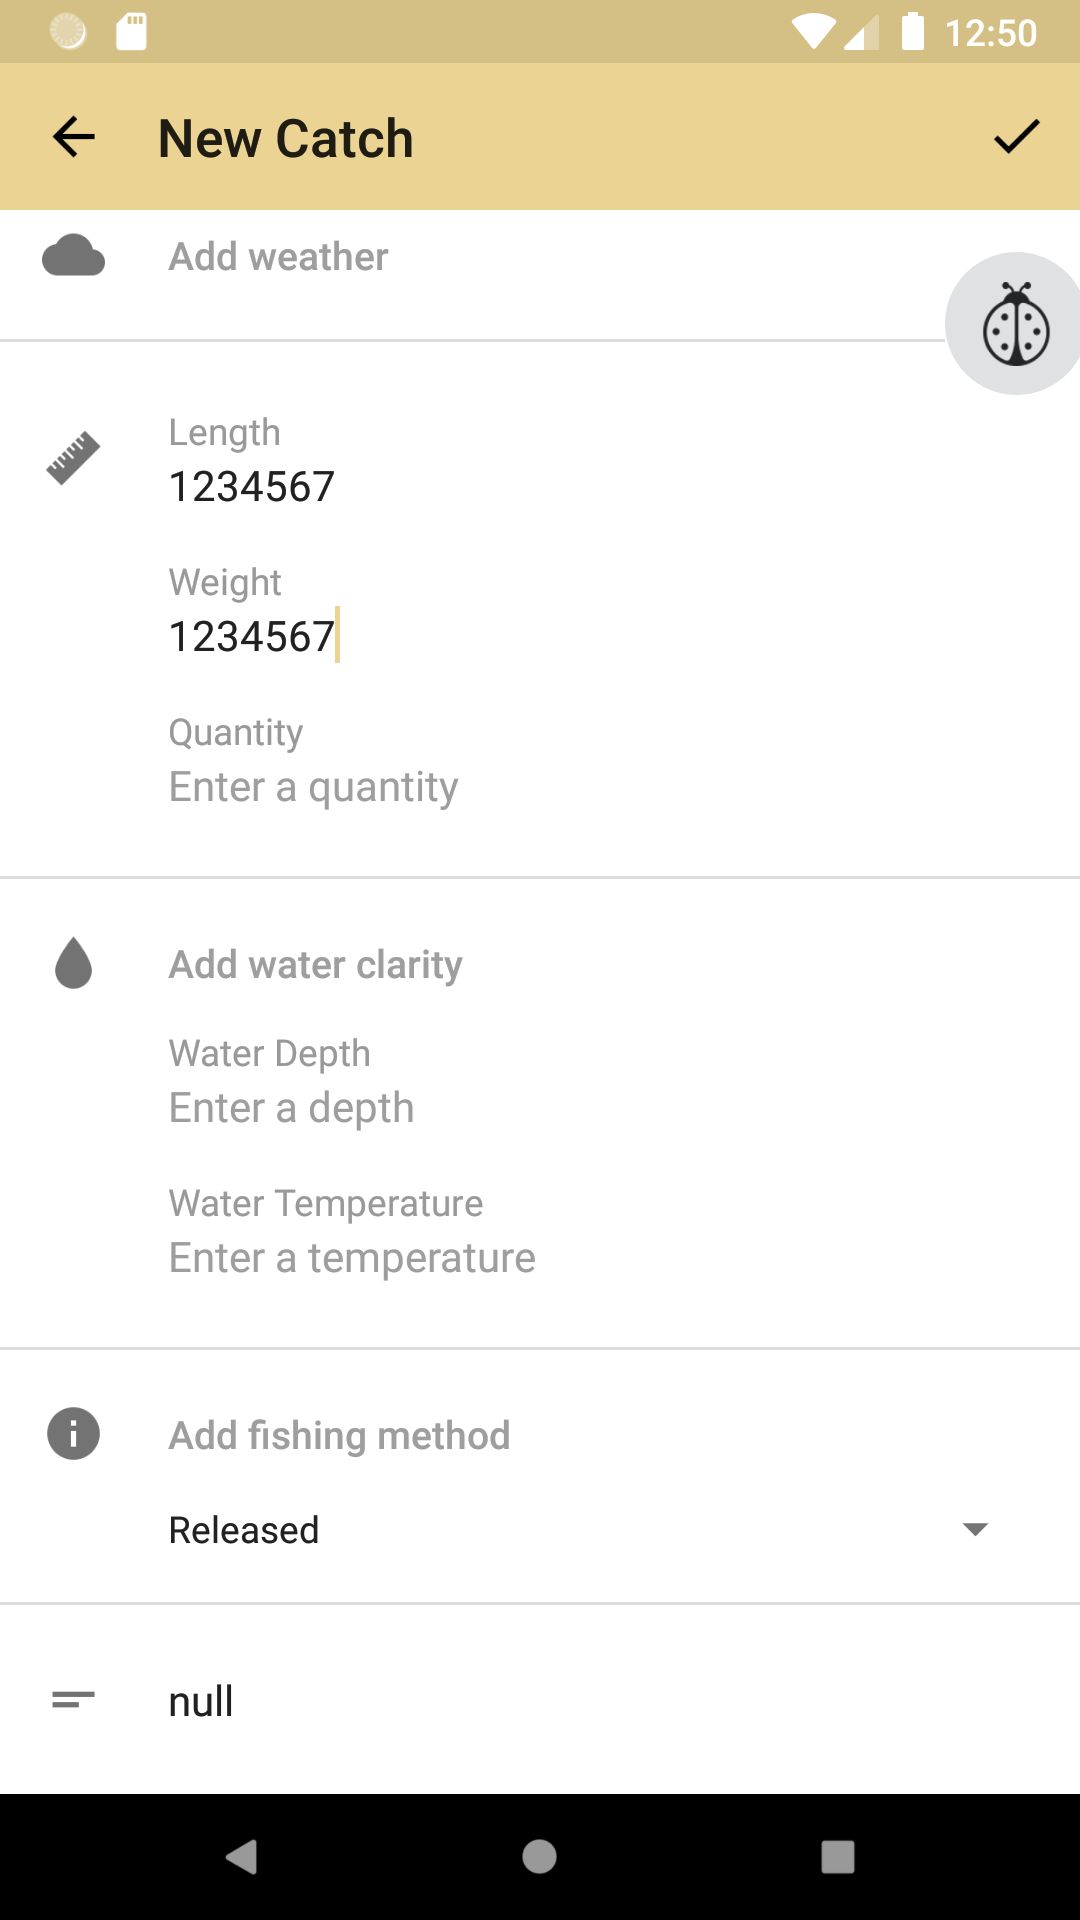 12:50
New Catch
Add weather
Length
1234567
Weight
1234567
Quantity
Enter a quantity
Add water clarity
Water Depth
Enter a depth
Water Temperature
Enter a temperature
Add fishing method
Released
null